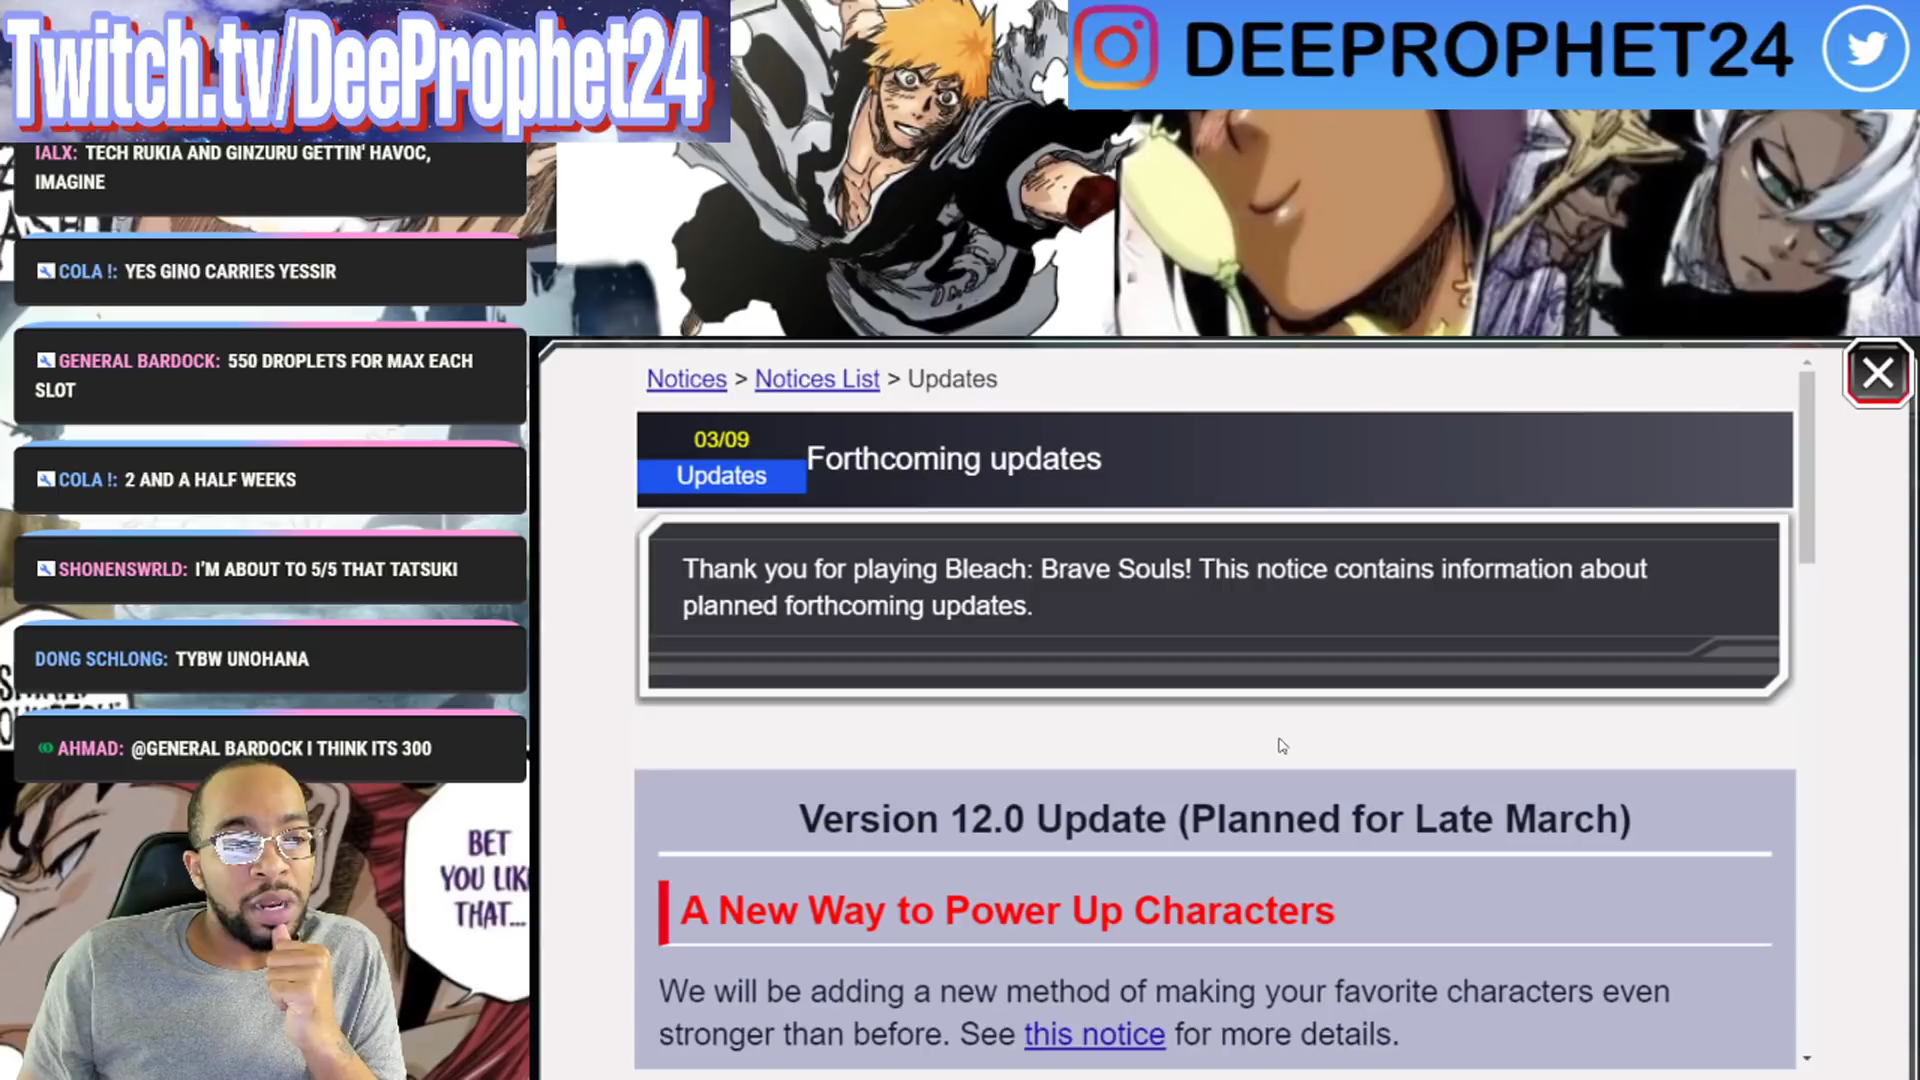 Twitch.tv/DeeProphet24
DEEPROPHET24
IALX: TECH RUKIA AND GINZURU GETTIN' HAVOC,
IMAGINE
COLA !: YES GINO CARRIES YESSIR
GENERAL BARDOCK: 550 DROPLETS FOR MAX EACH
SLOT
COLA !: 2 AND A HALF WEEKS
SHONENSWRLD: I'M ABOUT TO 5/5 THAT TATSUKI
DONG SCHLONG: TYBW UNOHANA
AHMAD: @GENERAL BARDOCK I THINK ITS 300
BET
YOU LIK
THAT...
Notices > Notices List > Updates
03/09
Updates
Forthcoming updates
Thank you for playing Bleach: Brave Souls! This notice contains information about
planned forthcoming updates.
Version 12.0 Update (Planned for Late March)
A New Way to Power Up Characters
We will be adding a new method of making your favorite characters even
stronger than before. See this notice for more details.